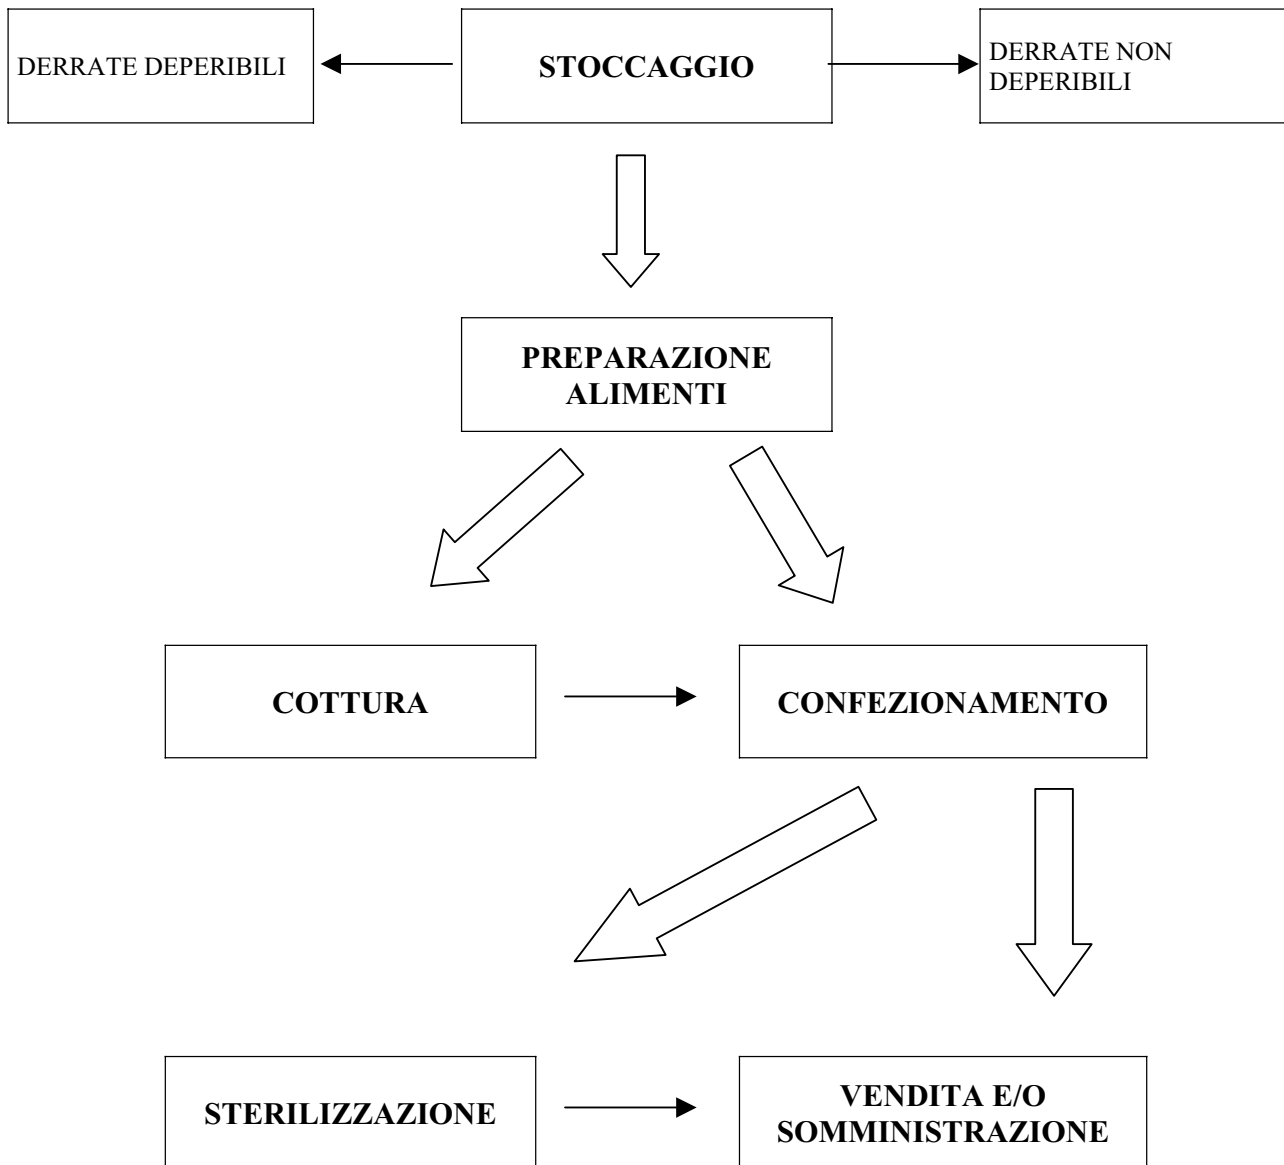 DERRATE DEPERIBILI
STOCCAGGIO
DERRATE NON
DEPERIBILI
PREPARAZIONE
ALIMENTI
COTTURA
CONFEZIONAMENTO
STERILIZZAZIONE
VENDITA E/O
SOMMINISTRAZIONE